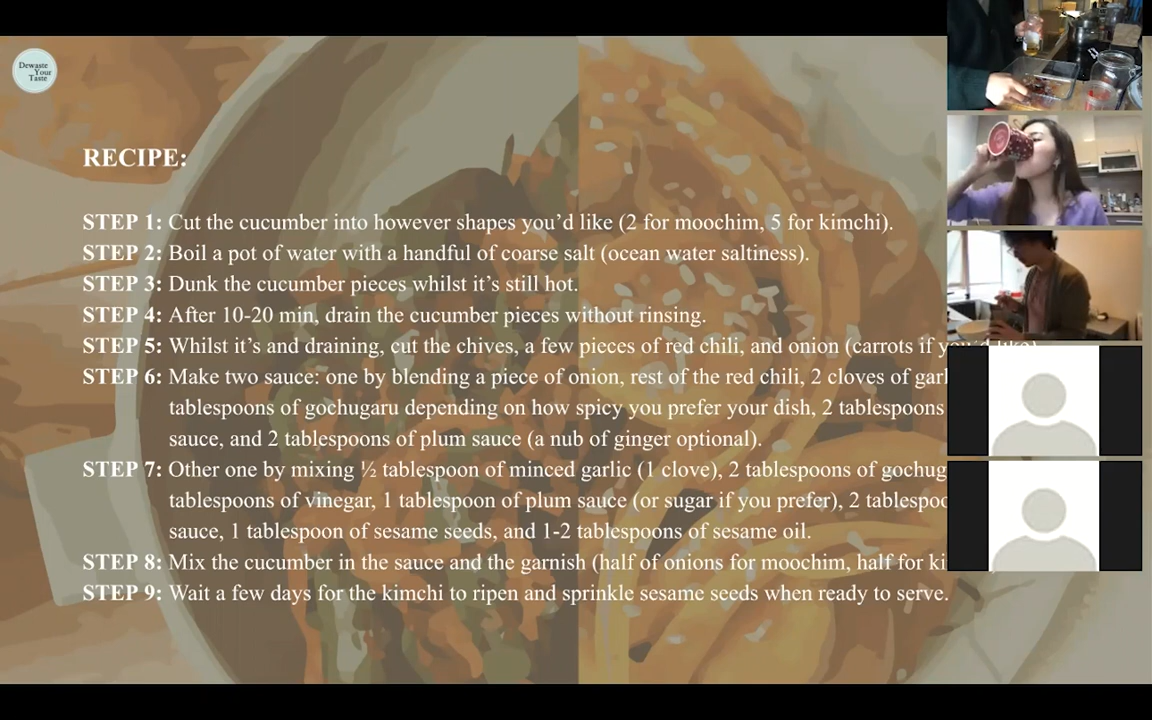 Dewaste
Your
Taste
RECIPE:
STEP 1: Cut the cucumber into however shapes you’d like (2 for moochim, 5 for kimchi).
STEP 2: Boil a pot of water with a handful of coarse salt (ocean water saltiness).
STEP 3: Dunk the cucumber pieces whilst it’s still hot.
STEP 4: After 10-20 min, drain the cucumber pieces without rinsing.
STEP 5: Whilst it’s and draining, cut the chives, a few pieces of red chili, and onion (carrots if you’d like)
STEP 6: Make two sauce: one by blending a piece of onion, rest of the red chili, 2 cloves of
tablespoons of gochugaru depending on how spicy you prefer your dish, 2 tablespoons
sauce, and 2 tablespoons of plum sauce (a nub of ginger optional).
STEP 7: Other one by mixing ½ tablespoon of minced garlic (1 clove), 2 tablespoons of
tablespoons of vinegar, 1 tablespoon of plum sauce (or sugar if you prefer), 2
sauce, 1 tablespoon of sesame seeds, and 1-2 tablespoons of sesame oil.
STEP 8: Mix the cucumber in the sauce and the garnish (half of onions for moochim, half for
STEP 9: Wait a few days for the kimchi to ripen and sprinkle sesame seeds when ready to serve.